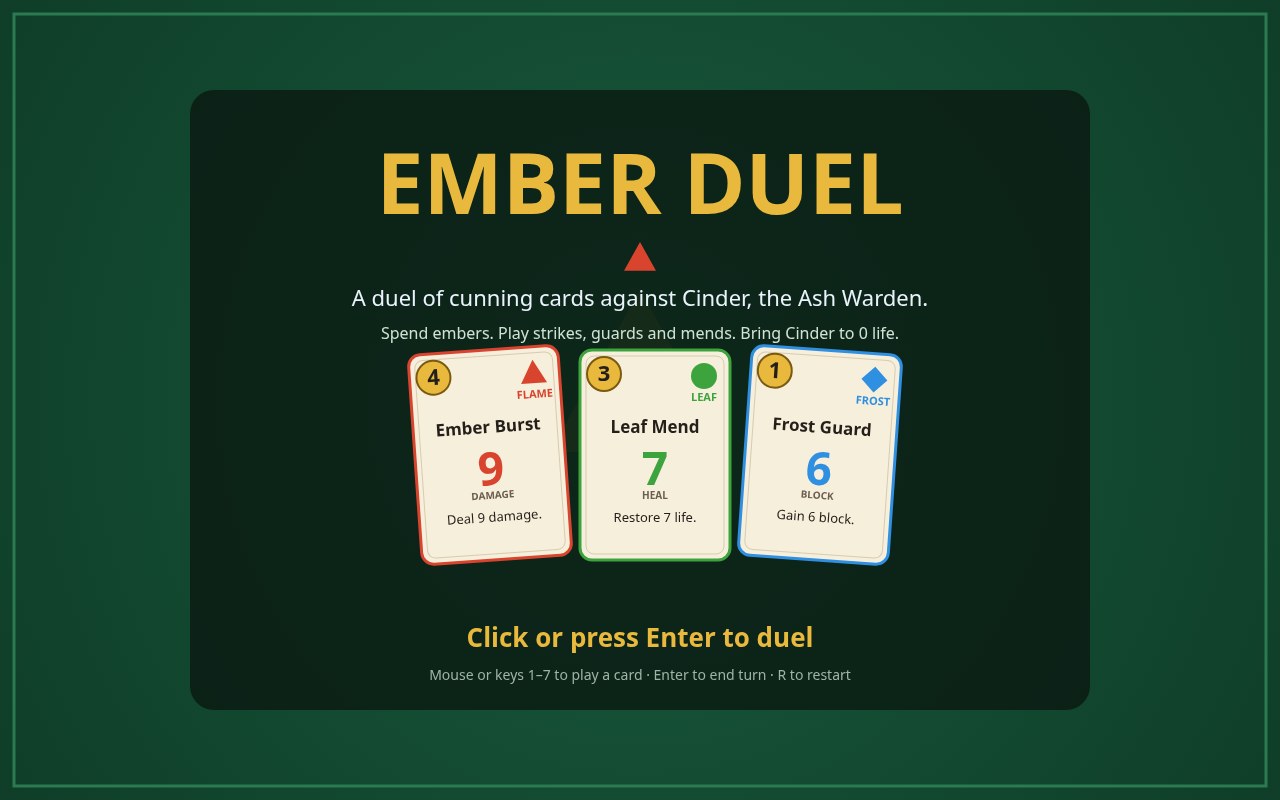 EMBER DUEL
A duel of cunning cards against Cinder, the Ash Warden.
Spend embers. Play strikes, guards and mends. Bring Cinder to 0 life.
4
FLAME
Ember Burst
9
DAMAGE
Deal 9 damage.
3
LEAF
Leaf Mend
7
HEAL
Restore 7 life.
1
FROST
Frost Guard
6
BLOCK
Gain 6 block.
Click or press Enter to duel
Mouse or keys 1–7 to play a card · Enter to end turn · R to restart